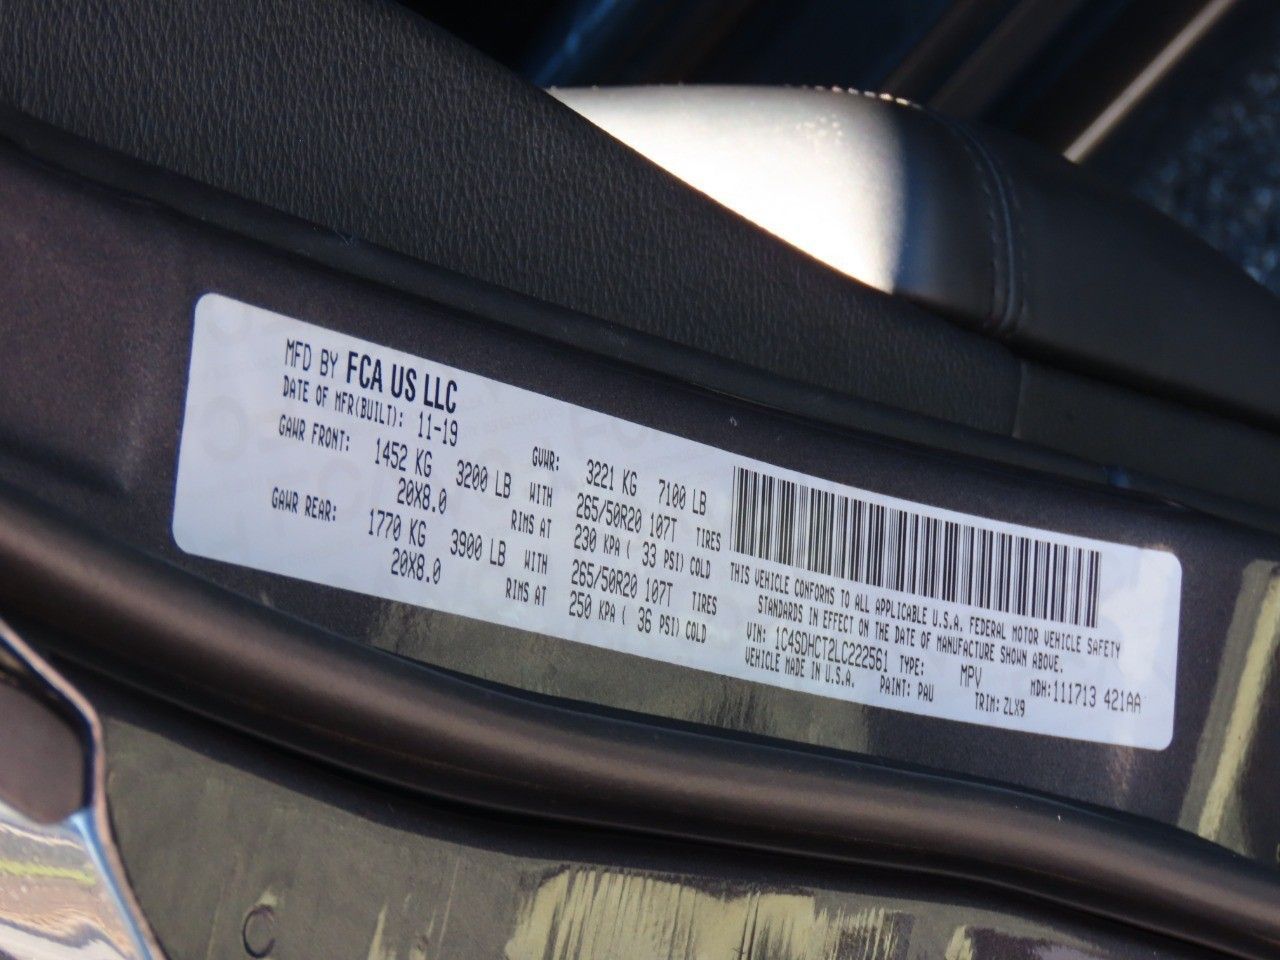 MFD BY FCA US LLC
DATE OF MFR(BUILT): 11-19 GVWR: 3221 KG 7100 LB
GAWR FRONT: 1452 KG 3200 LB WITH 265/50R20 107T TIRES
20X8.0 RIMS AT 230 KPA ( 33 PSI) COLD
GAWR REAR: 1770 KG 3900 LB WITH 265/50R20 107T TIRES
20X8.0 RIMS AT 250 KPA ( 36 PSI) COLD
THIS VEHICLE CONFORMS TO ALL APPLICABLE U.S.A. FEDERAL MOTOR VEHICLE SAFETY
STANDARDS IN EFFECT ON THE DATE OF MANUFACTURE SHOWN ABOVE.
VIN: 1C4SDHCT2LC222561 TYPE: MPV MDH:111713 421AA
VEHICLE MADE IN U.S.A. PAINT: PAU TRIM: ZLX9